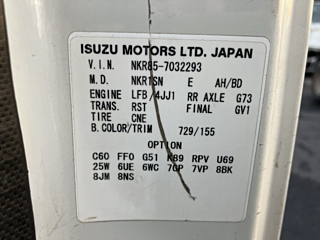 ISUZU MOTORS LTD. JAPAN
V.I.N. NKR85-7032293
M.D. NKR1SN E AH/BD
ENGINE LFB/4JJ1 RR AXLE G73
TRANS. RST FINAL GV1
TIRE CNE
B.COLOR/TRIM 729/155
OPTION
C60 FF0 G51 K89 RPV U69
25W 6UE 6WC 7GP 7VP 8BK
8JM 8NS